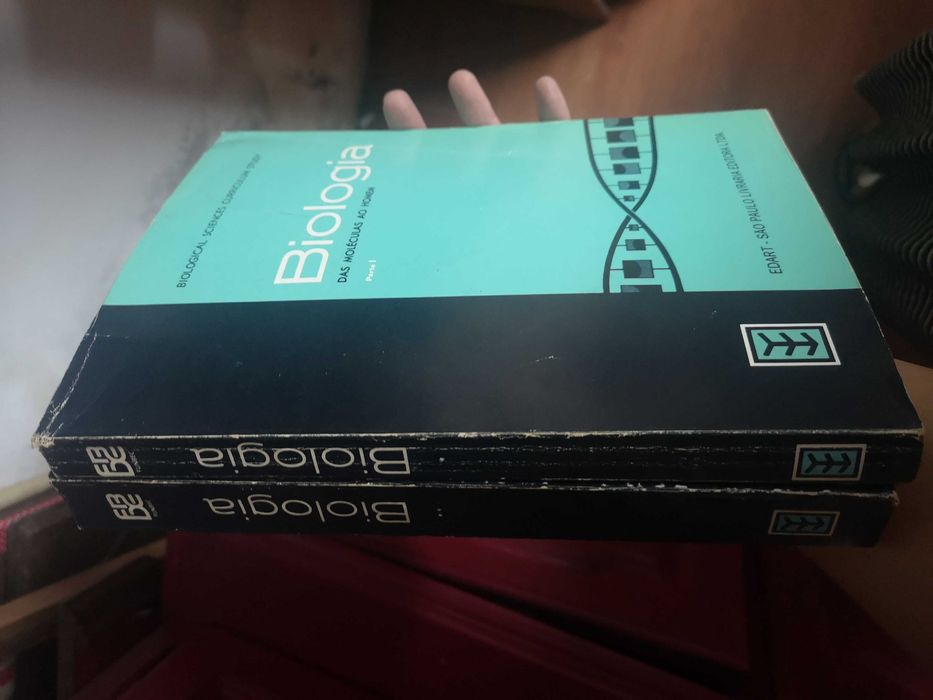 BIOLOGICAL SCIENCES CURRICULUM STUDY
Biologia
DAS MOLÉCULAS AO HOMEM
Parte I
EDART - SÃO PAULO LIVRARIA EDITORA LTDA.
Biologia
Biologia